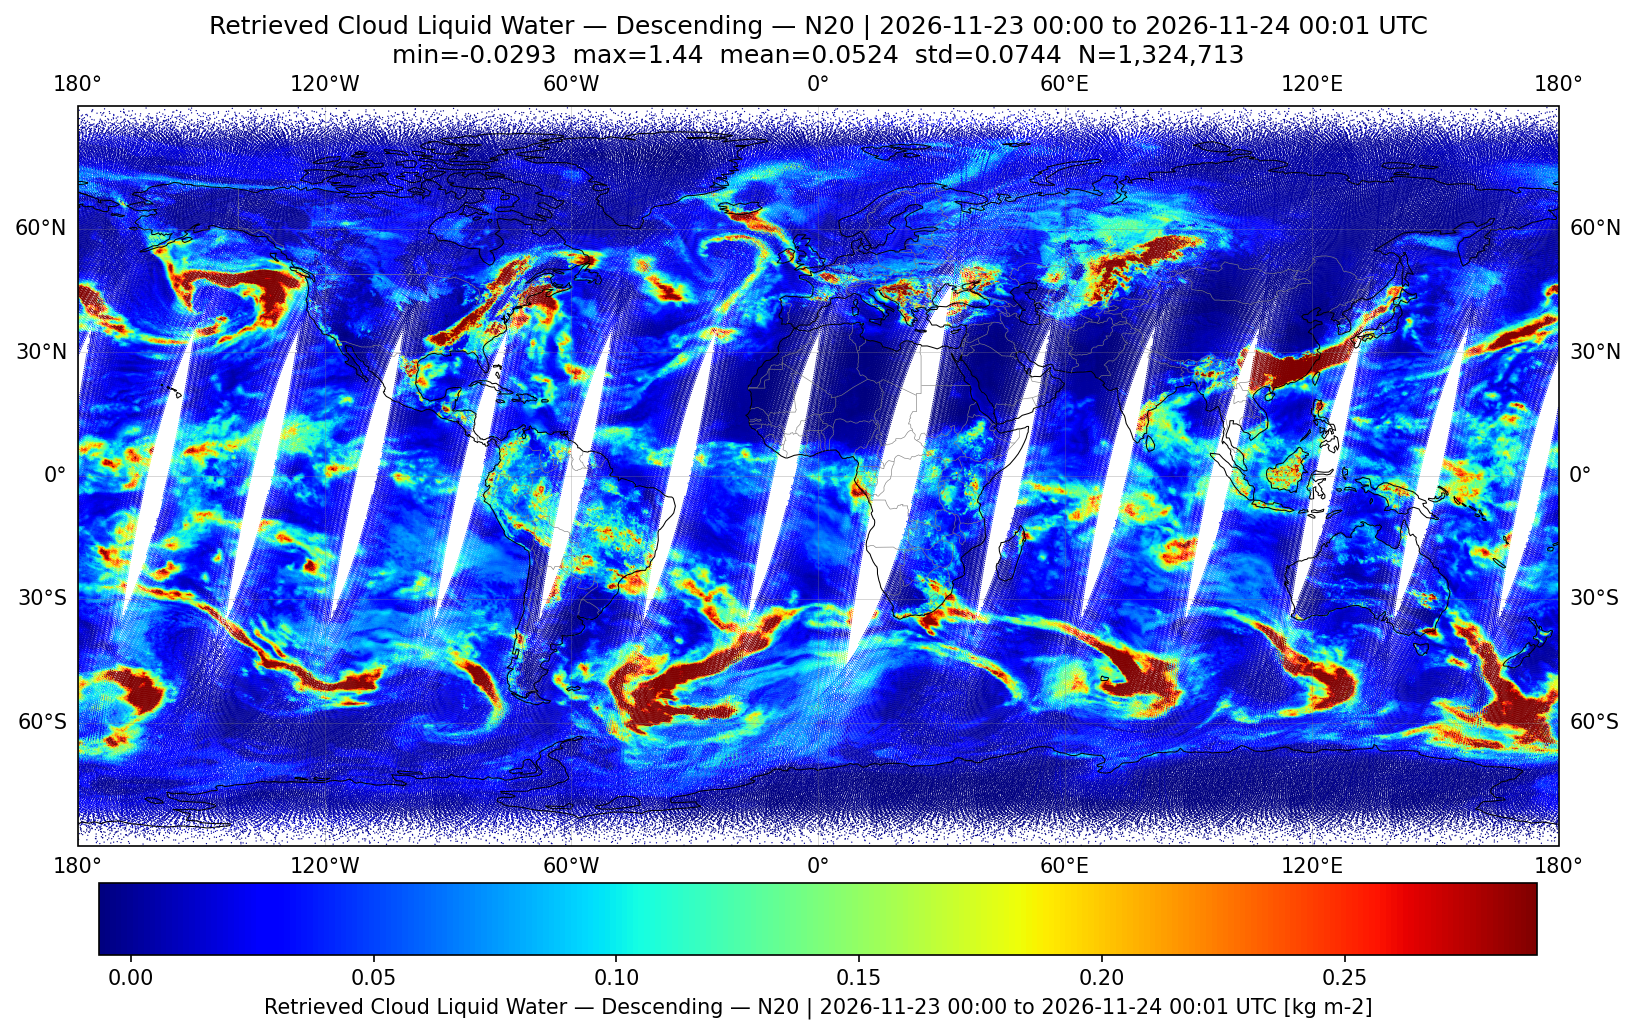 Retrieved Cloud Liquid Water — Descending — N20 | 2026-11-23 00:00 to 2026-11-24 00:01 UTC
min=-0.0293 max=1.44 mean=0.0524 std=0.0744 N=1,324,713
180° 120°W 60°W 0° 60°E 120°E 180°
60°N 60°N
30°N 30°N
0° 0°
30°S 30°S
60°S 60°S
180° 120°W 60°W 0° 60°E 120°E 180°
0.00 0.05 0.10 0.15 0.20 0.25
Retrieved Cloud Liquid Water — Descending — N20 | 2026-11-23 00:00 to 2026-11-24 00:01 UTC [kg m-2]